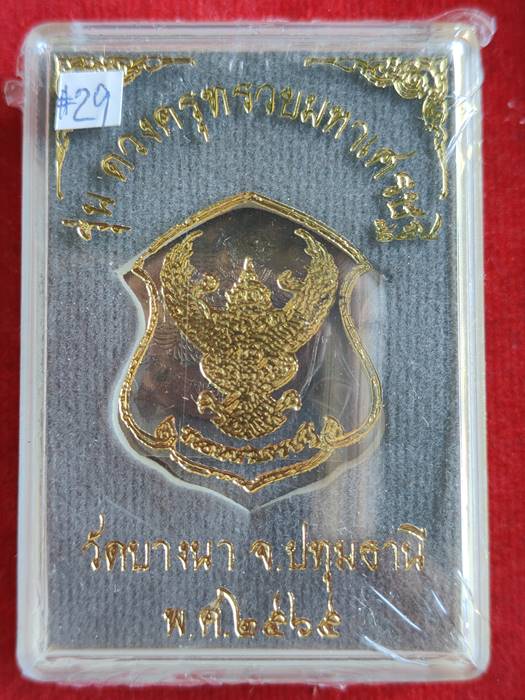 #29
รุ่น ดวงครุฑรวยมหาเศรษฐี
วัดบางนา จ.ปทุมธานี
พ.ศ.๒๕๖๕